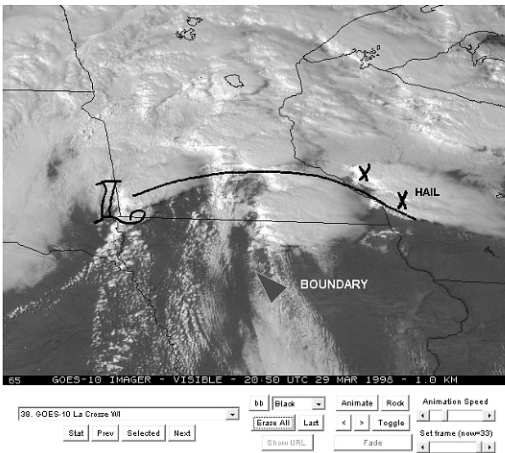 HAIL
BOUNDARY
65 GOES-10 IMAGER - VISIBLE - 20:50 UTC 29 MAR 1998 - 1.0 KM
38. GOES-10 La Crosse WI
Stat Prev Selected Next
bb Black
Erase All Last
Show URL
Animate Rock
< > Toggle
Fade
Animation Speed
Set frame (now=33)